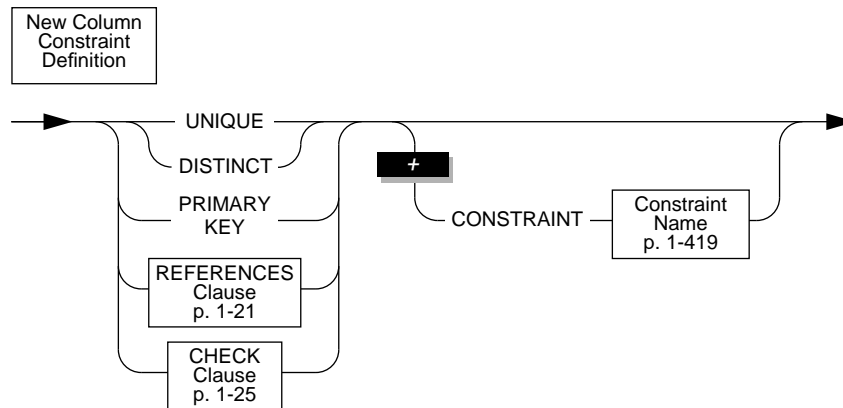 New Column
Constraint
Definition
UNIQUE
DISTINCT
PRIMARY
KEY
REFERENCES
Clause
p. 1-21
CHECK
Clause
p. 1-25
+
CONSTRAINT
Constraint
Name
p. 1-419